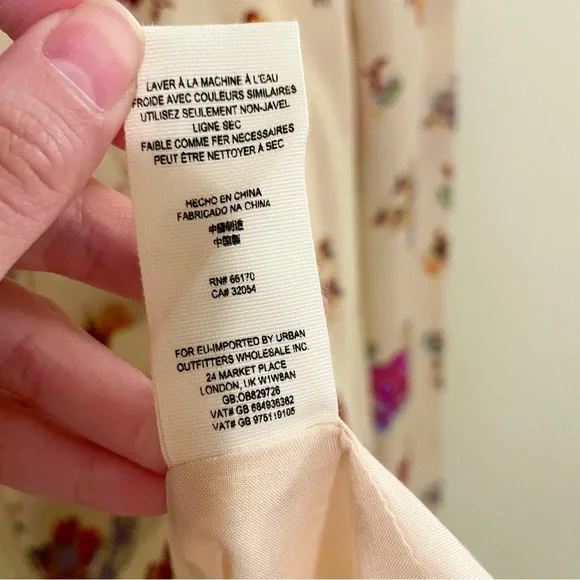 LAVER À LA MACHINE À L'EAU
FROIDE AVEC COULEURS SIMILAIRES
UTILISEZ SEULEMENT NON-JAVEL
LIGNE SEC
FAIBLE COMME FER NÉCESSAIRES
PEUT ÊTRE NETTOYER À SEC
HECHO EN CHINA
FABRICADO NA CHINA
中國制造
中国製
RN# 66170
CA# 32054
FOR EU-IMPORTED BY URBAN
OUTFITTERS WHOLESALE INC.
24 MARKET PLACE
LONDON, UK W1W8AN
GB:OB829726
VAT# GB 684936382
VAT# GB 975119105